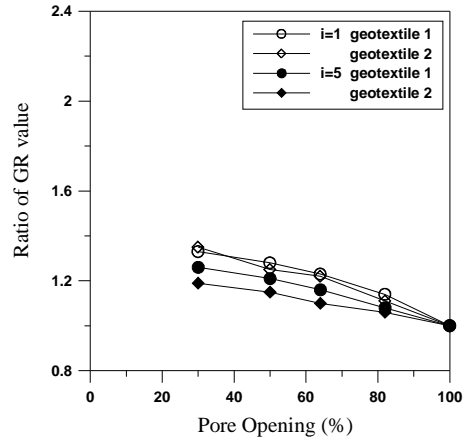 2.4
2
1.6
1.2
0.8
Ratio of GR value
i=1 geotextile 1
geotextile 2
i=5 geotextile 1
geotextile 2
0 20 40 60 80 100
Pore Opening (%)